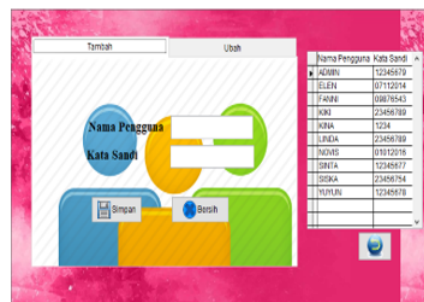 Tambah Ubah
Nama Pengguna
Kata Sandi
Simpan Bersih
Nama Pengguna Kata Sandi
ADMIN 12345679
ELEN 07112014
FANNI 09876543
KIKI 23456789
KINA 1234
LINDA 23456789
NOVIS 01012016
SINTA 12345677
SISKA 23456754
YUYUN 12345678